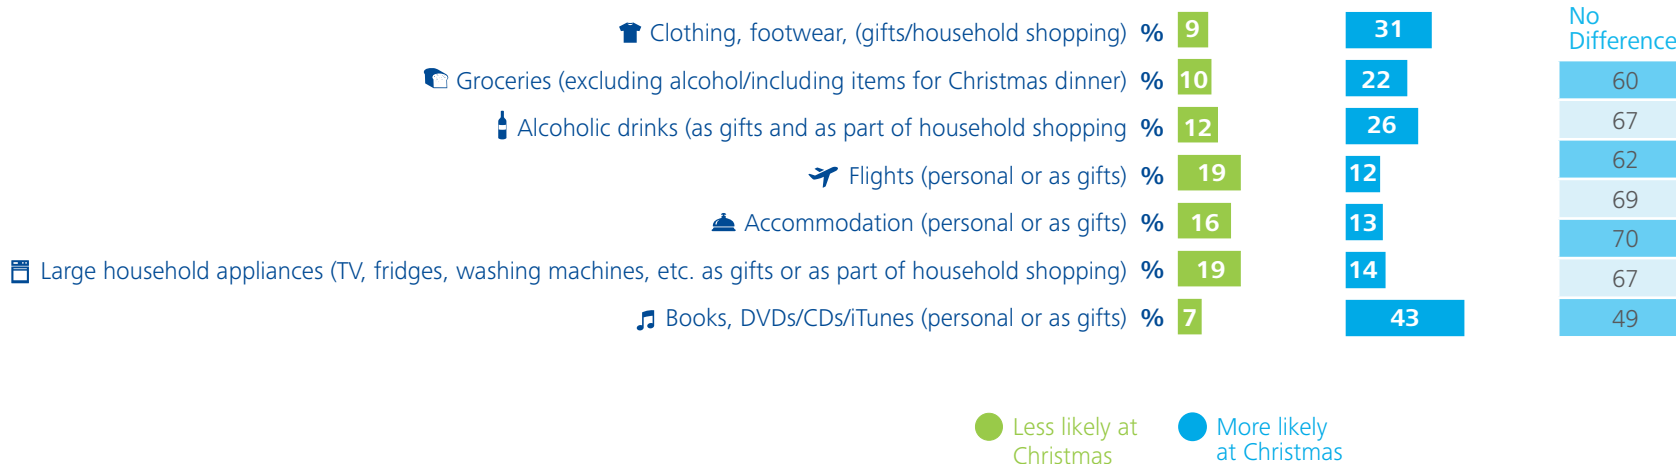 Clothing, footwear, (gifts/household shopping) % 9 31
No
Difference
Groceries (excluding alcohol/including items for Christmas dinner) % 10 22 60
Alcoholic drinks (as gifts and as part of household shopping % 12 26 67
Flights (personal or as gifts) % 19 12 62
Accommodation (personal or as gifts) % 16 13 69
70
Large household appliances (TV, fridges, washing machines, etc. as gifts or as part of household shopping) % 19 14 67
Books, DVDs/CDs/iTunes (personal or as gifts) % 7 43 49
Less likely at
Christmas
More likely
at Christmas